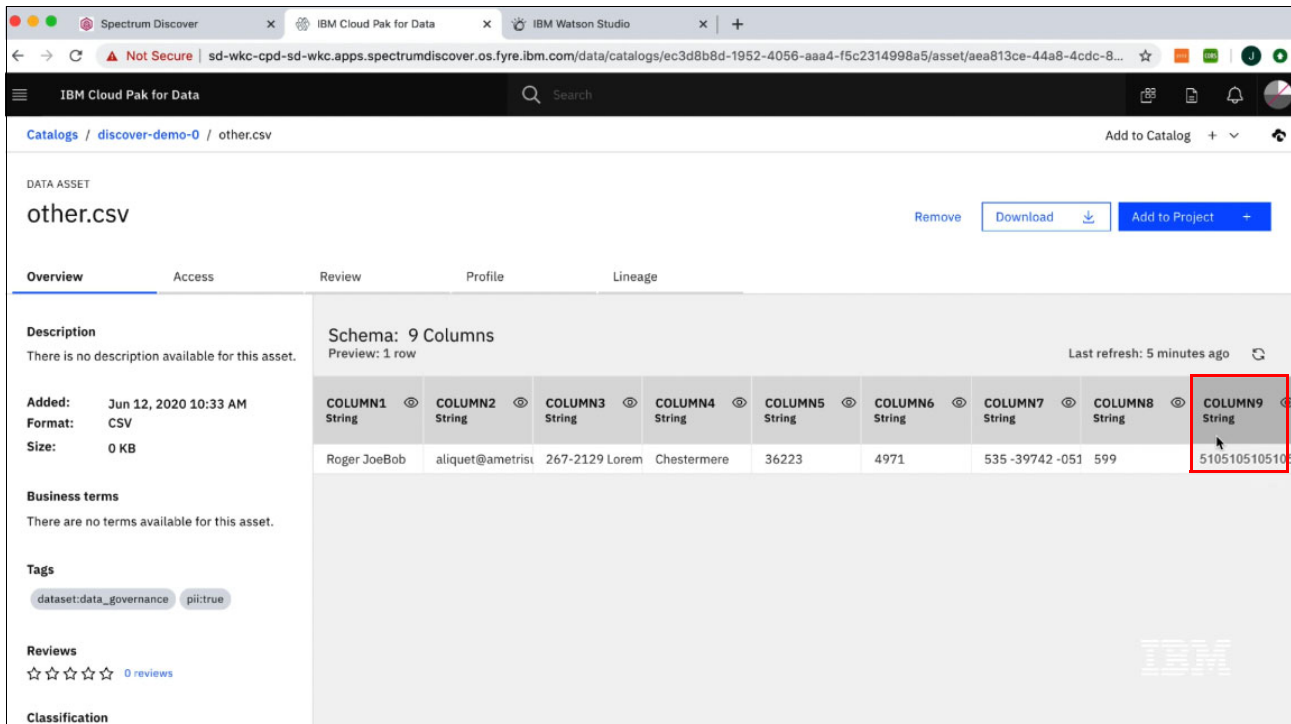 Spectrum Discover IBM Cloud Pak for Data IBM Watson Studio
Not Secure sd-wkc-cpd-sd-wkc.apps.spectrumdiscover.os.fyre.ibm.com/data/catalogs/ec3d8b8d-1952-4056-aaa4-f5c2314998a5/asset/aea813ce-44a8-4cdc-8... J
IBM Cloud Pak for Data Search
Catalogs / discover-demo-0 / other.csv Add to Catalog +
DATA ASSET
other.csv
Remove Download Add to Project +
Overview Access Review Profile Lineage
Description
There is no description available for this asset.
Schema: 9 Columns
Preview: 1 row
Last refresh: 5 minutes ago
Added: Jun 12, 2020 10:33 AM
Format: CSV
Size: 0 KB
COLUMN1 COLUMN2 COLUMN3 COLUMN4 COLUMN5 COLUMN6 COLUMN7 COLUMN8 COLUMN9
String String String String String String String String String
Roger JoeBob aliquet@ametrisu 267-2129 Lorem Chestermere 36223 4971 535 -39742 -051 599 510510510510
Business terms
There are no terms available for this asset.
Tags
dataset:data_governance pii:true
Reviews
0 reviews
Classification
IBM